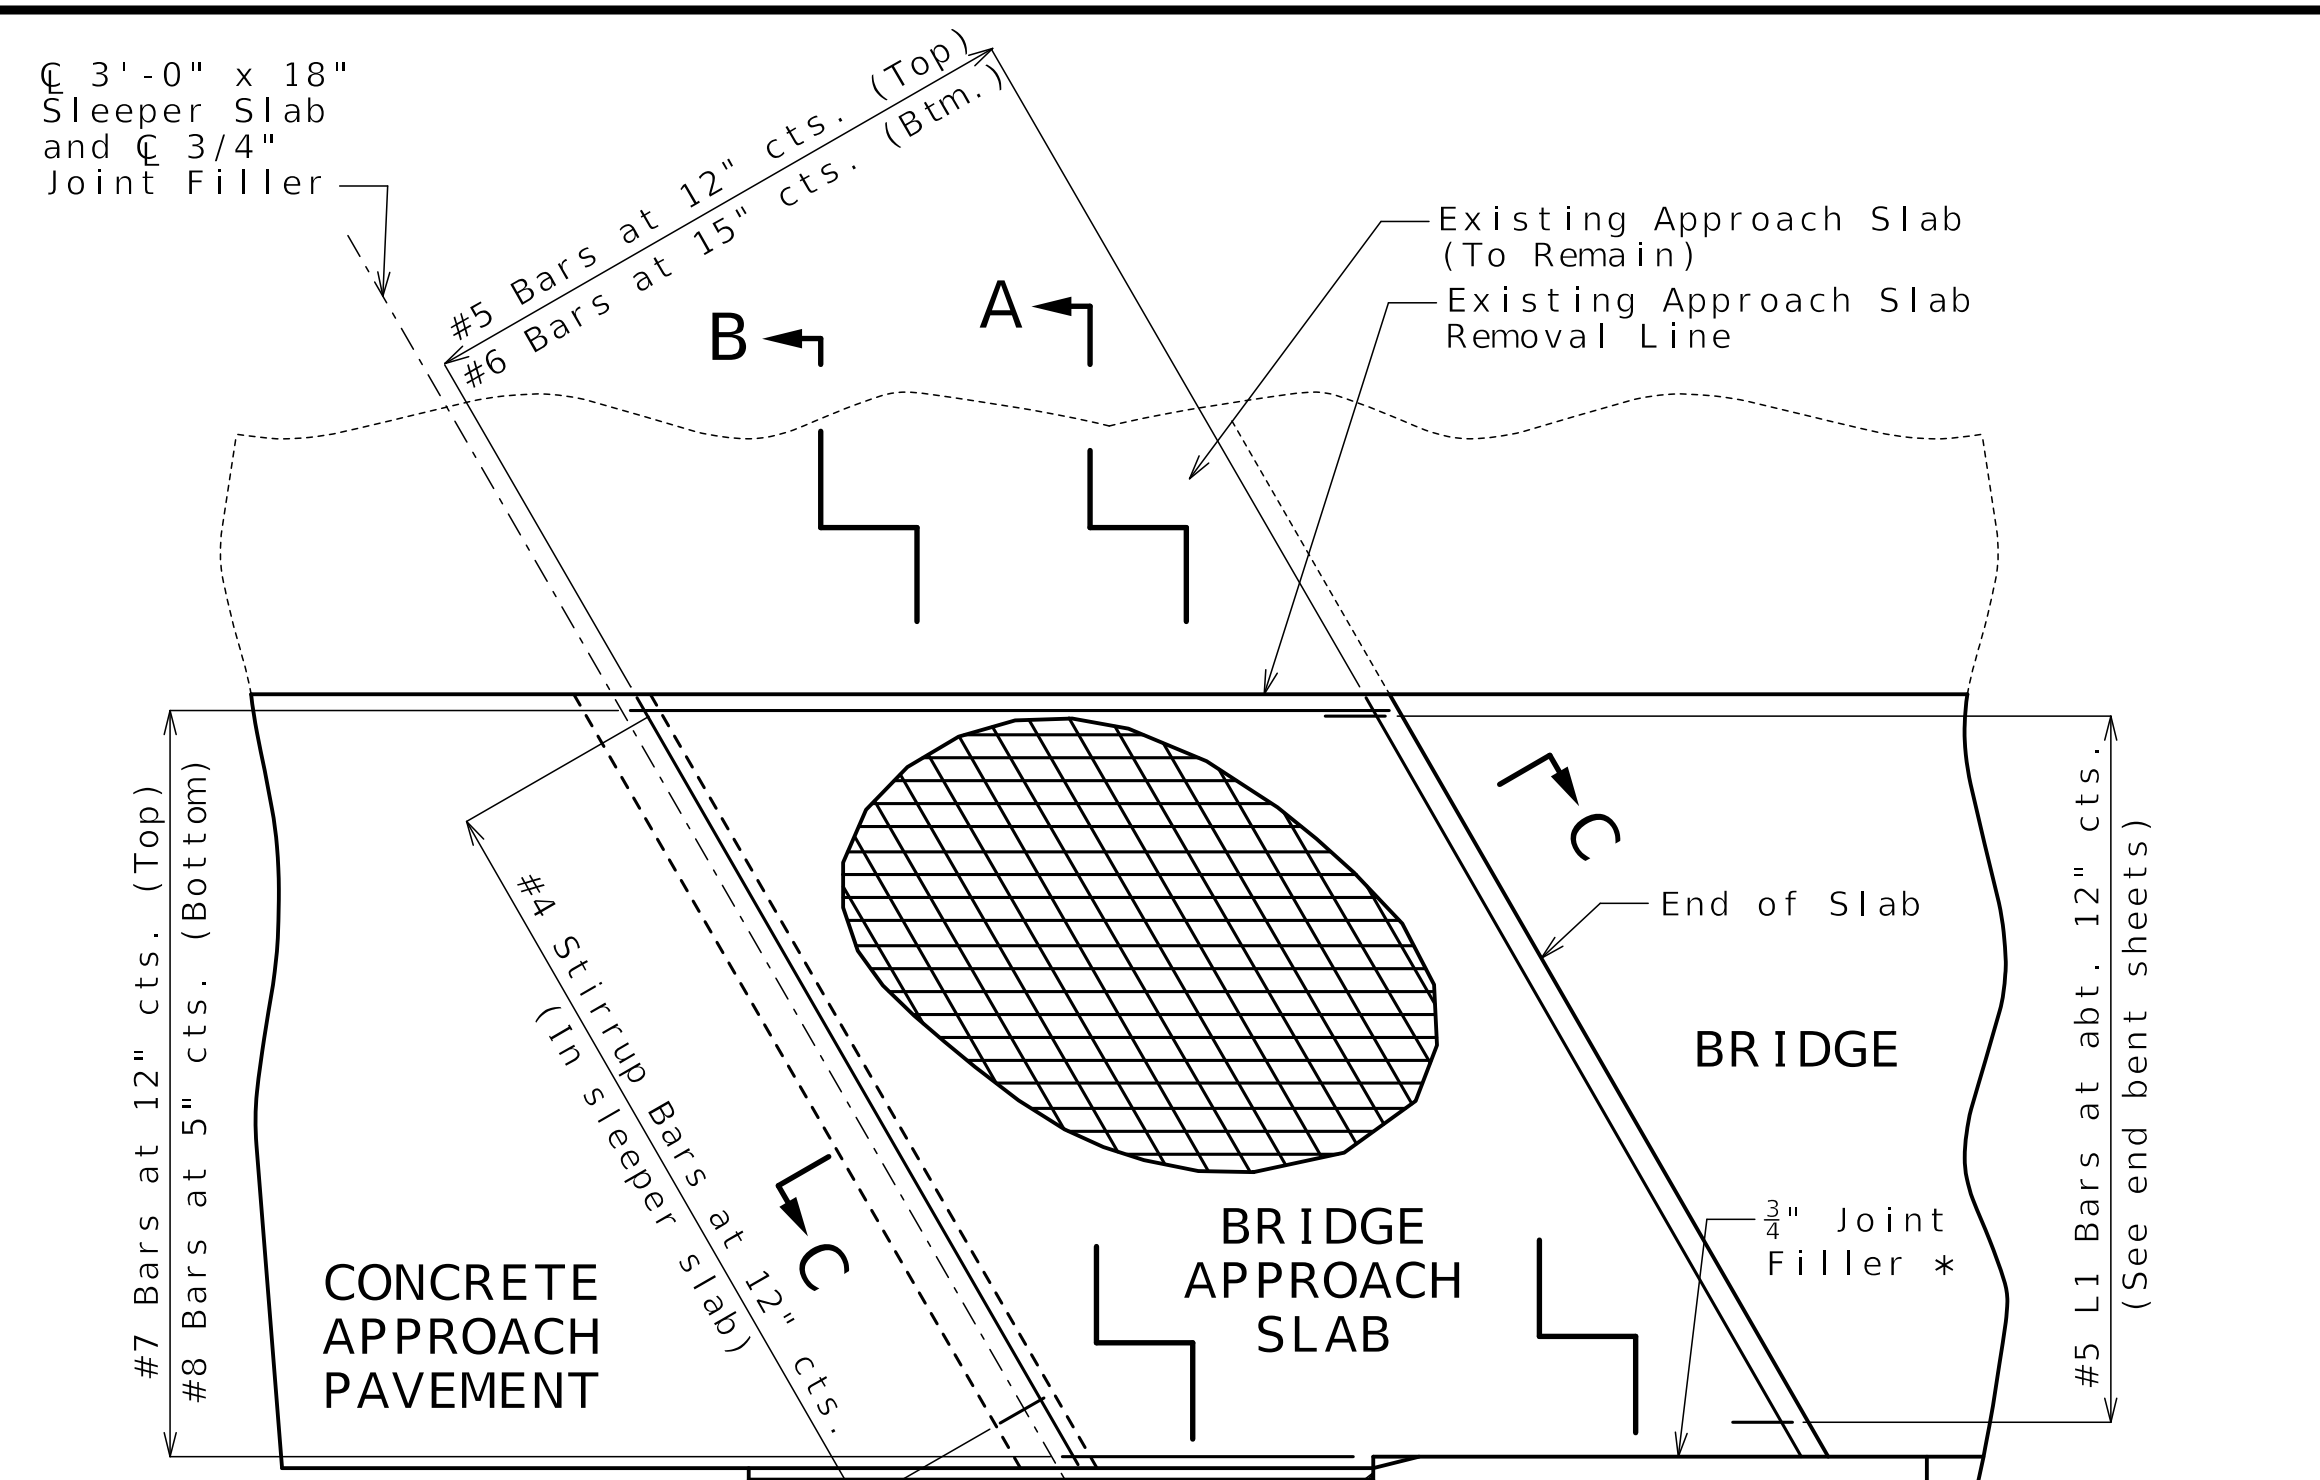 ℄ 3'-0" x 18"
Sleeper Slab
and ℄ 3/4"
Joint Filler
#5 Bars at 12" cts. (Top)
#6 Bars at 15" cts. (Btm.)
B
A
Existing Approach Slab
(To Remain)
Existing Approach Slab
Removal Line
#7 Bars at 12" cts. (Top)
#8 Bars at 5" cts. (Bottom)
#4 Stirrup Bars at 12" cts.
(In sleeper slab)
C
C
End of Slab
BRIDGE
#5 L1 Bars at abt. 12" cts.
(See end bent sheets)
3/4" Joint
Filler *
BRIDGE
APPROACH
SLAB
CONCRETE
APPROACH
PAVEMENT